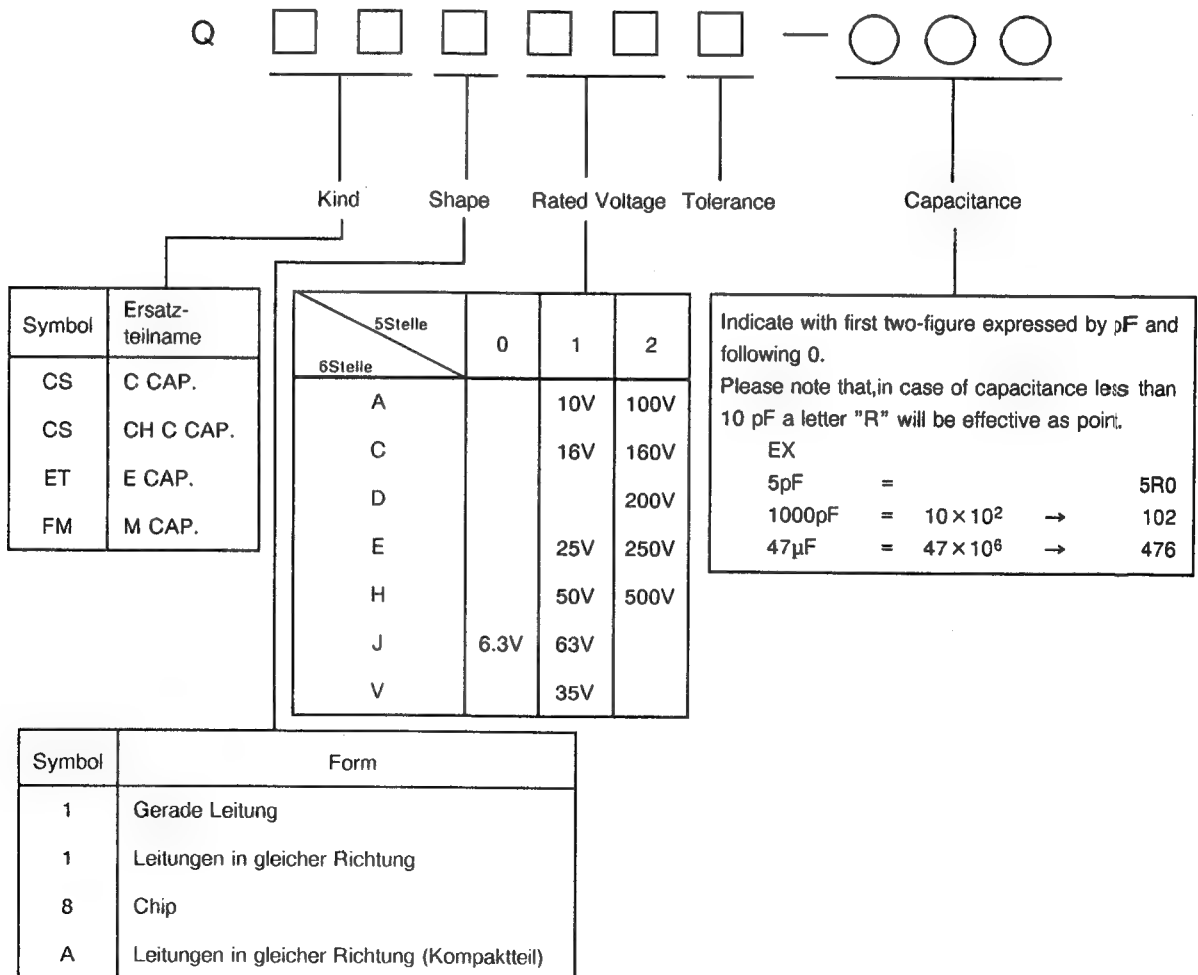 Q
Kind Shape Rated Voltage Tolerance Capacitance
Symbol Ersatz-
teilname
CS C CAP.
CS CH C CAP.
ET E CAP.
FM M CAP.
5Stelle
6Stelle
0 1 2
A 10V 100V
C 16V 160V
D 200V
E 25V 250V
H 50V 500V
J 6.3V 63V
V 35V
Indicate with first two-figure expressed by pF and
following 0.
Please note that,in case of capacitance less than
10 pF a letter "R" will be effective as point.
EX
5pF = 5R0
1000pF = 10×10² → 102
47µF = 47×10⁶ → 476
Symbol Form
1 Gerade Leitung
1 Leitungen in gleicher Richtung
8 Chip
A Leitungen in gleicher Richtung (Kompaktteil)